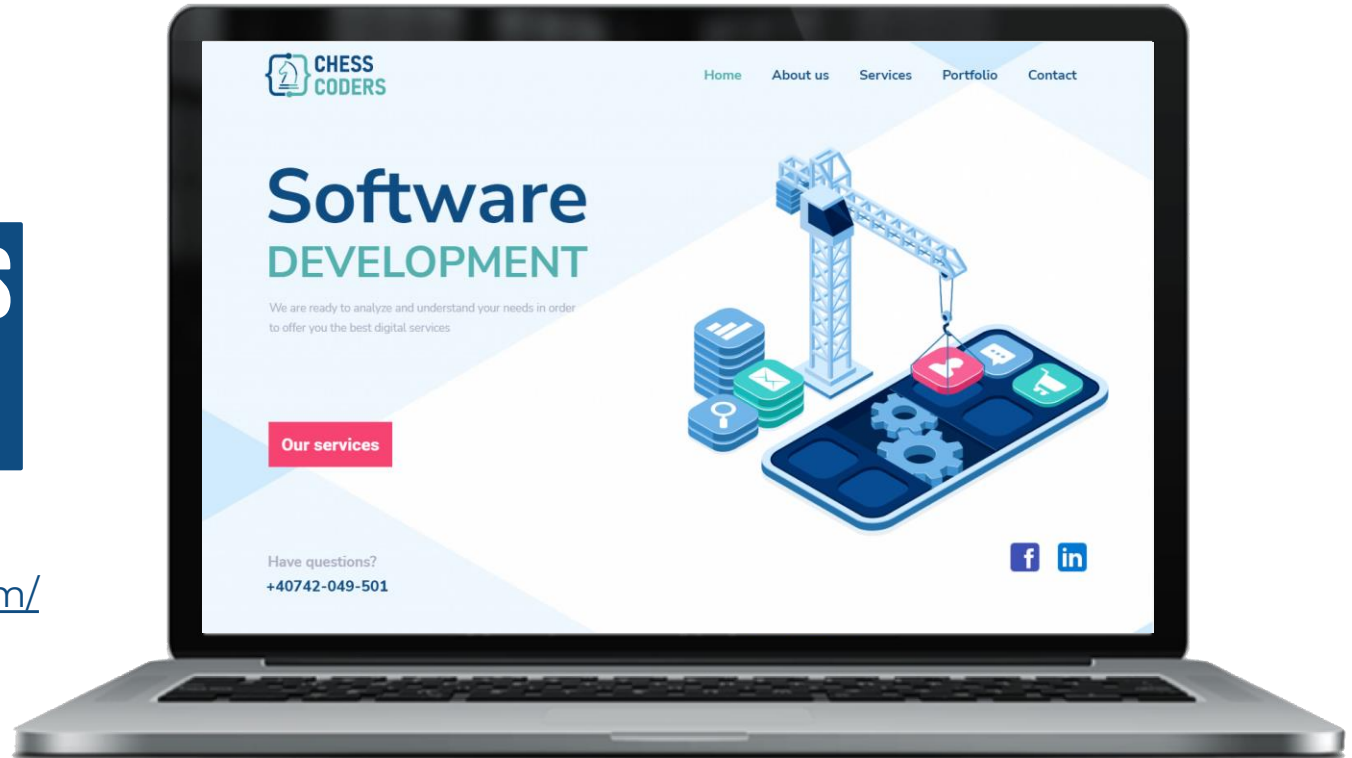 CHESS
CODERS
Home About us Services Portfolio Contact
Software
DEVELOPMENT
We are ready to analyze and understand your needs in order
to offer you the best digital services
Our services
Have questions?
+40742-049-501
f in
S
m/